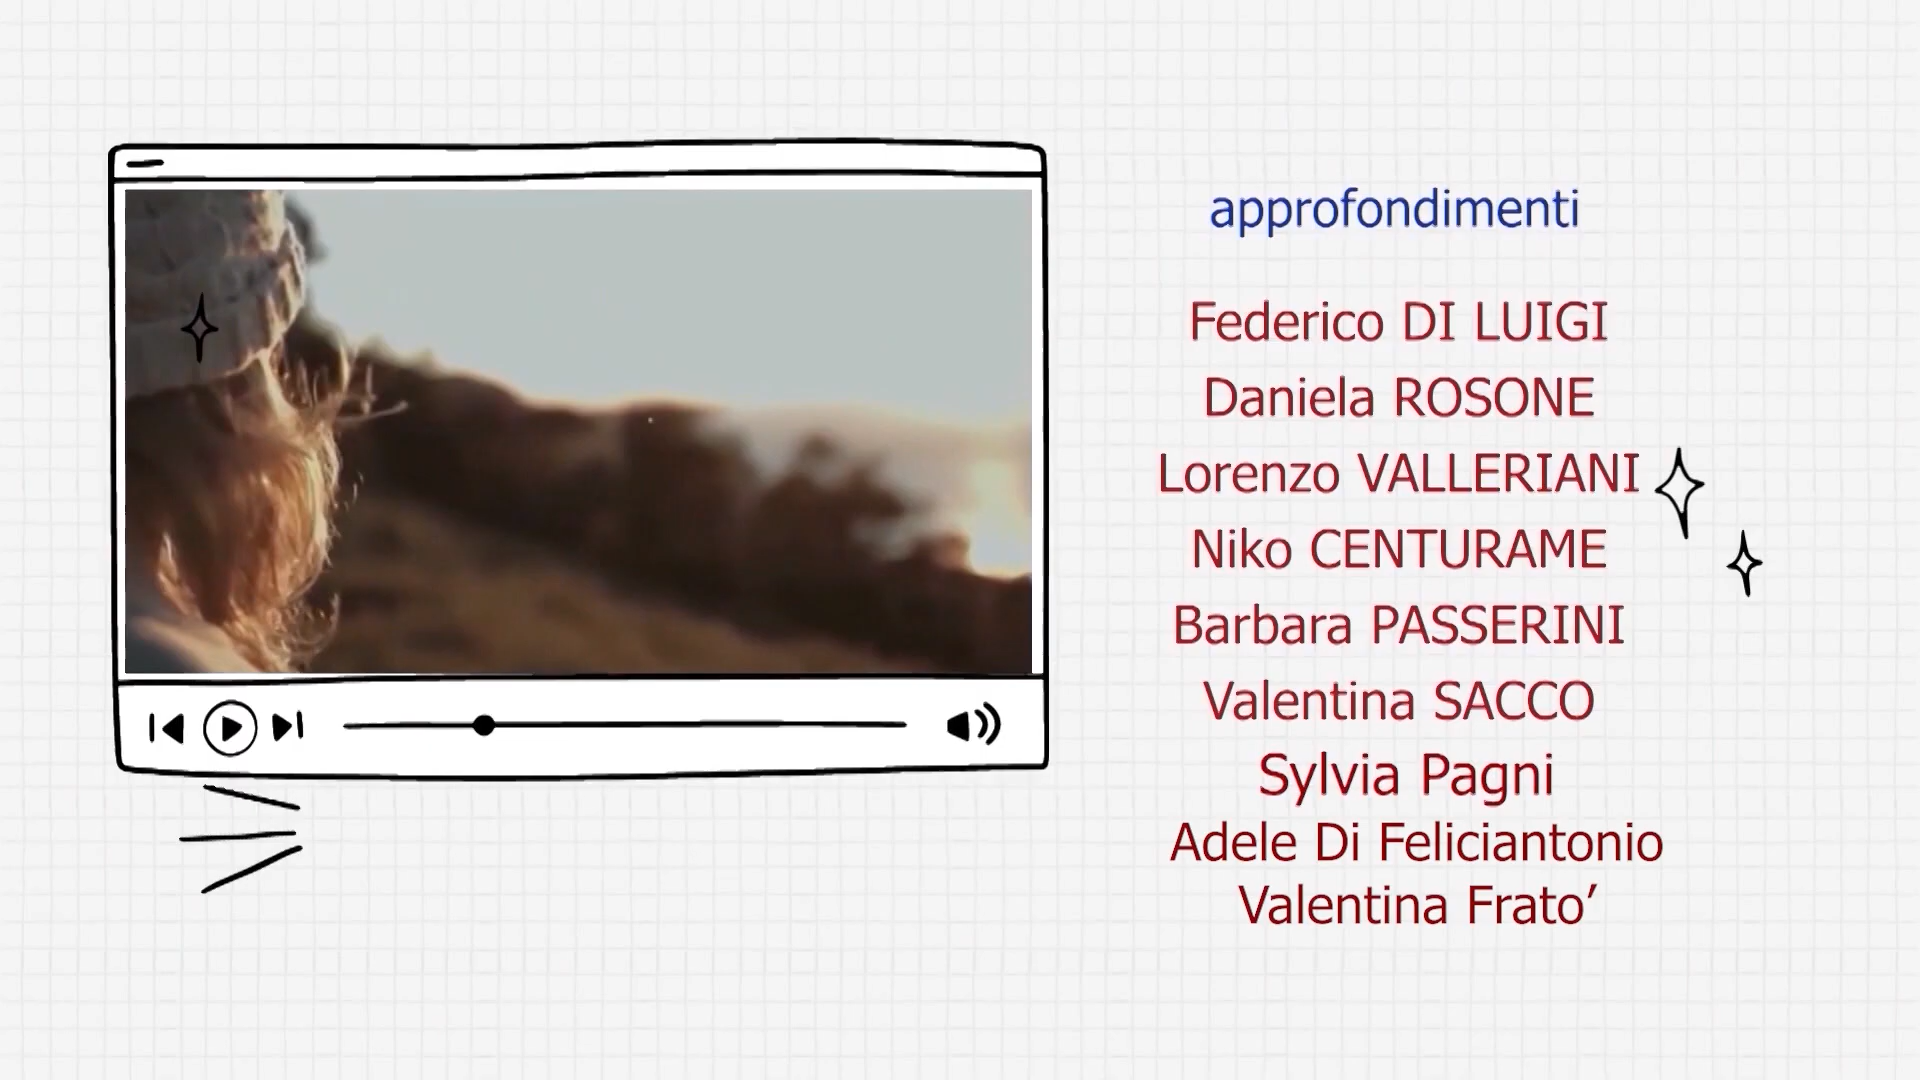 approfondimenti
Federico DI LUIGI
Daniela ROSONE
Lorenzo VALLERIANI
Niko CENTURAME
Barbara PASSERINI
Valentina SACCO
Sylvia Pagni
Adele Di Feliciantonio
Valentina Frato’